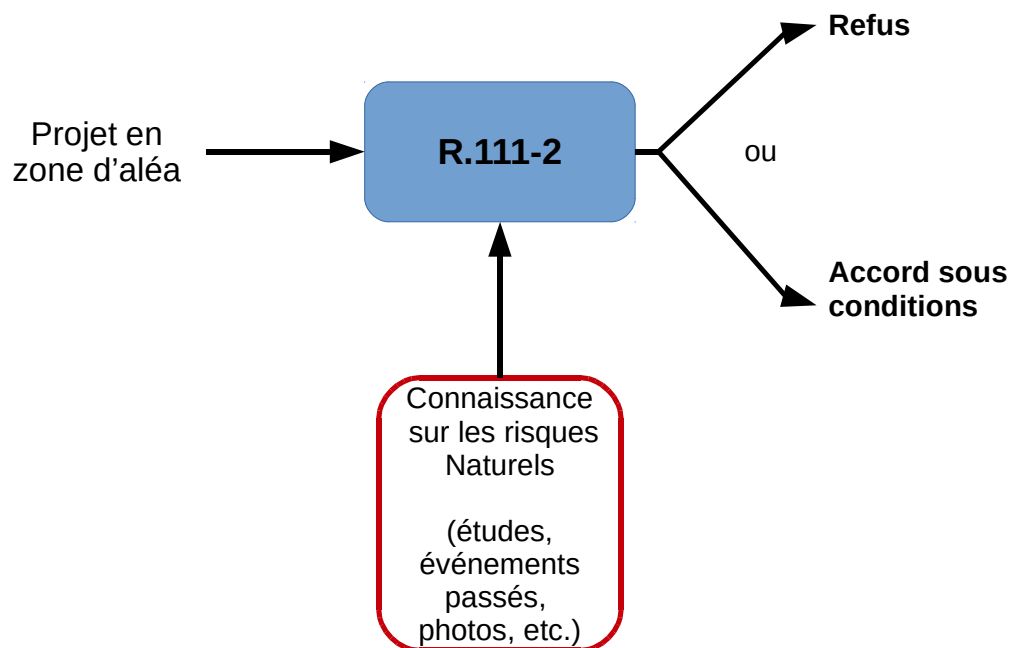 Refus
Projet en
zone d'aléa
R.111-2
ou
Accord sous
conditions
Connaissance
sur les risques
Naturels
(études,
événements
passés,
photos, etc.)